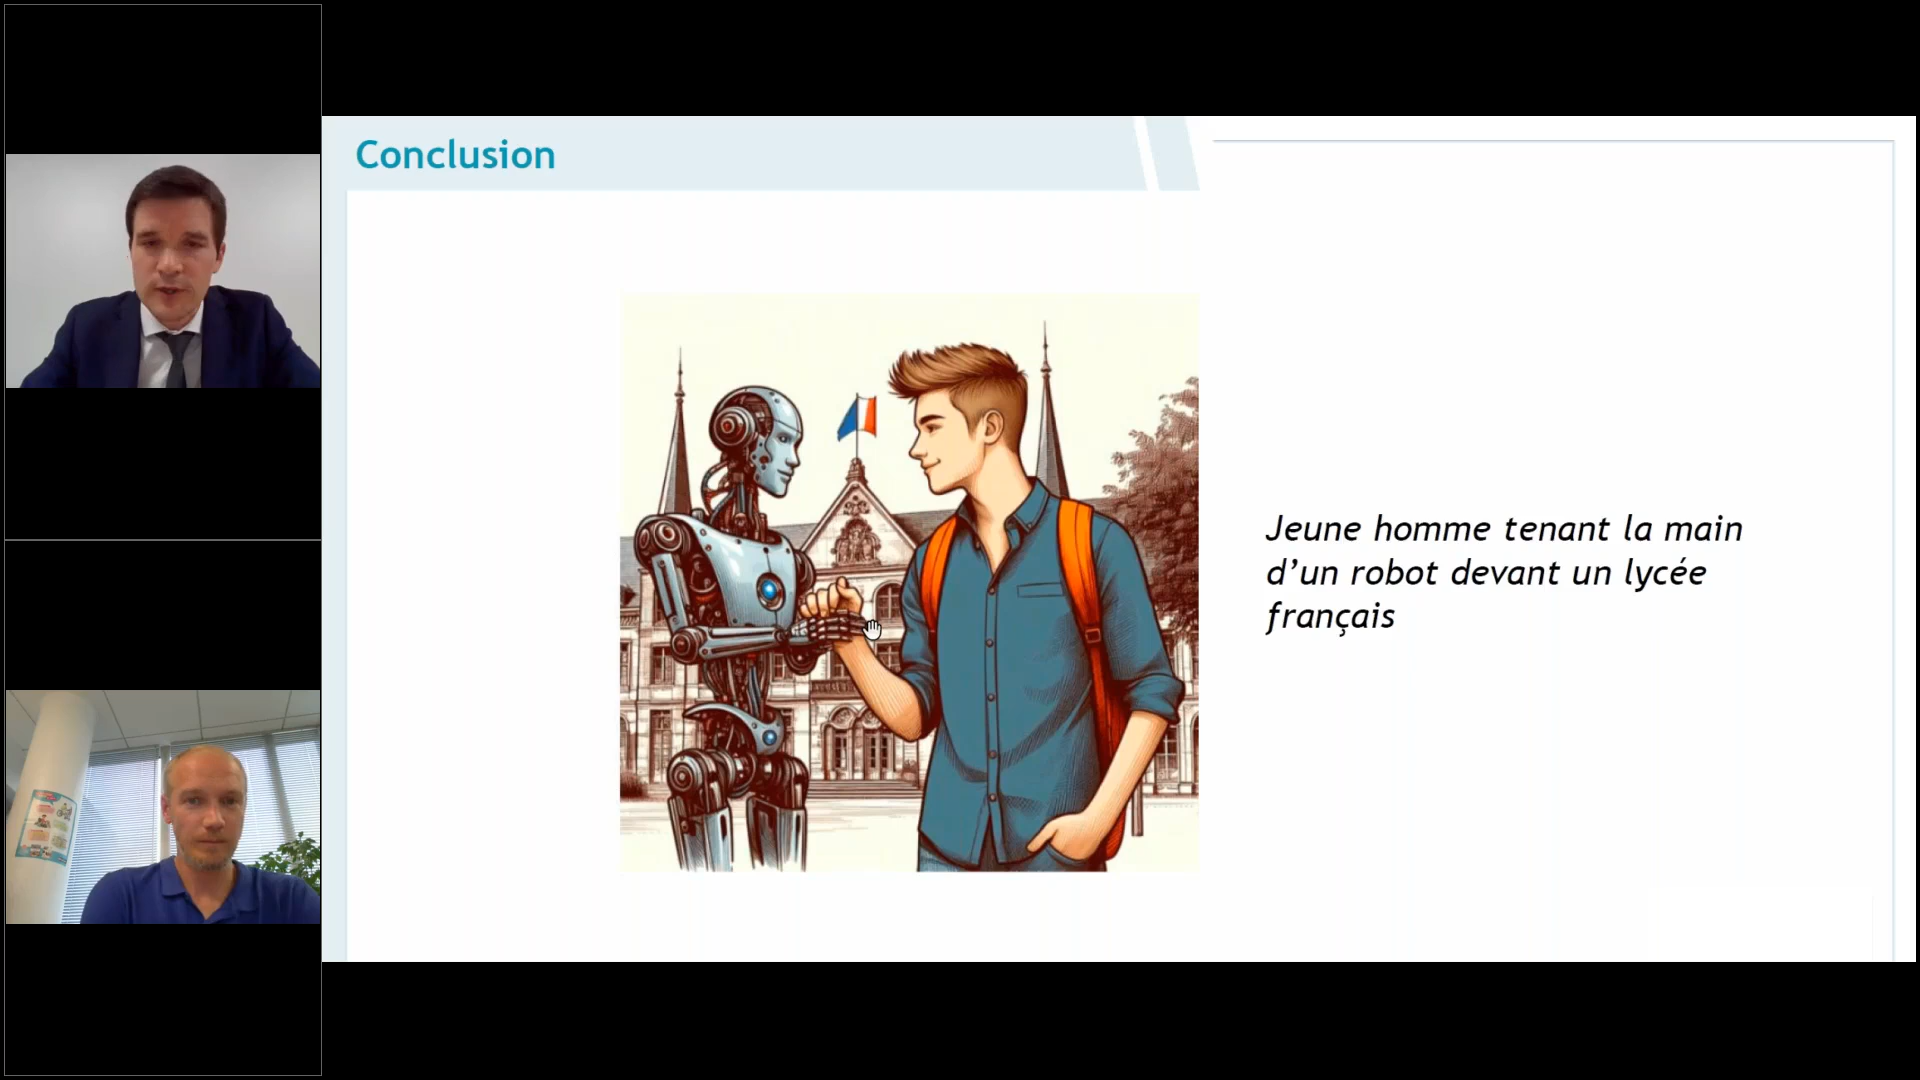 Conclusion
Jeune homme tenant la main
d’un robot devant un lycée
français